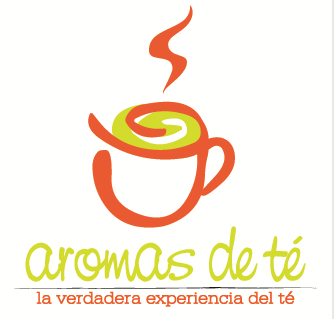 aromas de té
la verdadera experiencia del té